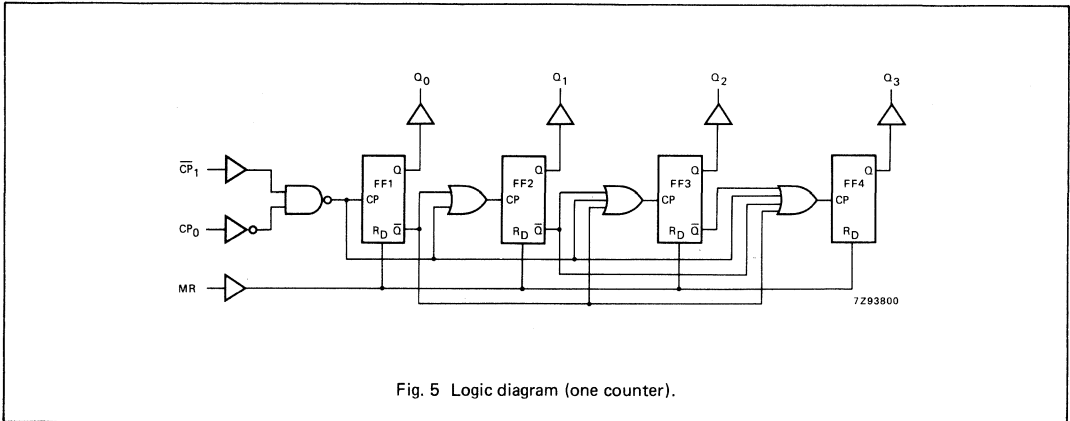 Q0 Q1 Q2 Q3
Q Q Q Q
C̅P̅1
FF1 FF2 FF3 FF4
CP CP CP CP
CP0
RD Q̅ RD Q̅ RD Q̅ RD
MR
7Z93800
Fig. 5 Logic diagram (one counter).